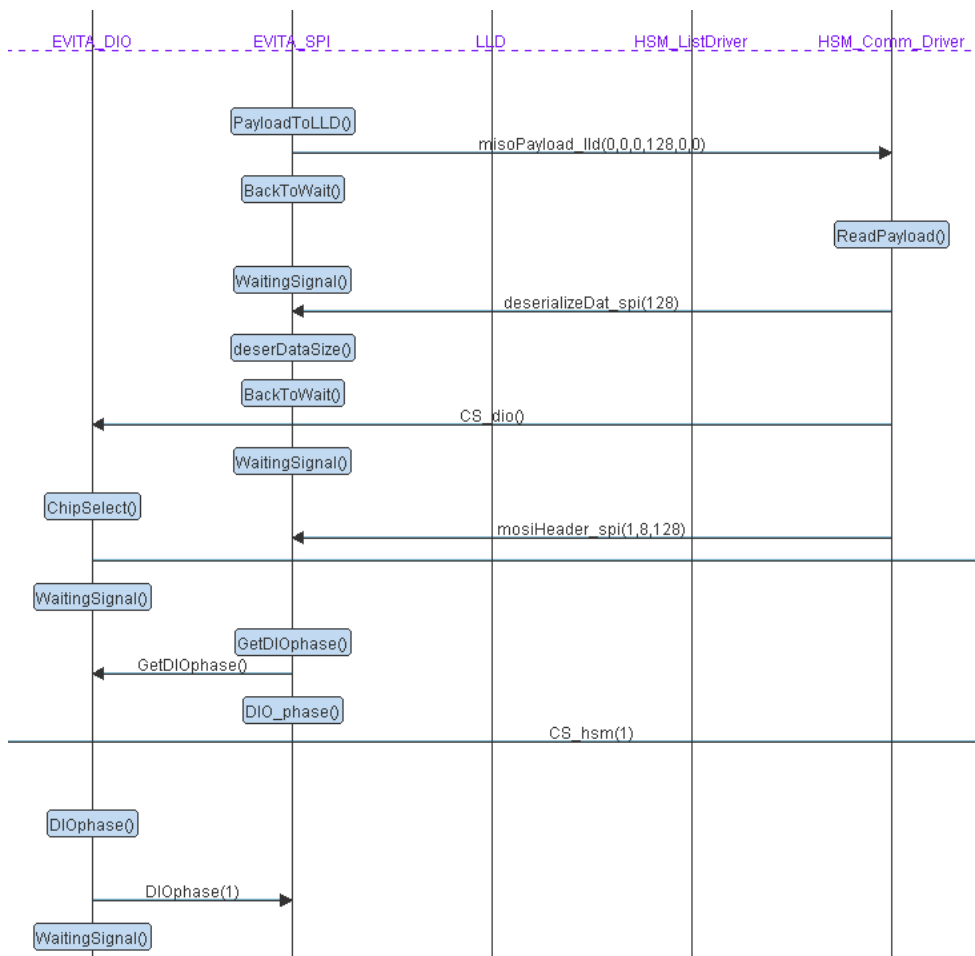 EVITA_DIO EVITA_SPI LLD HSM_ListDriver HSM_Comm_Driver
PayloadToLLD()
misoPayload_lld(0,0,0,128,0,0)
BackToWait()
ReadPayload()
WaitingSignal()
deserializeDat_spi(128)
deserDataSize()
BackToWait()
CS_dio()
WaitingSignal()
ChipSelect()
mosiHeader_spi(1,8,128)
WaitingSignal()
GetDIOphase()
GetDIOphase()
DIO_phase()
CS_hsm(1)
DIOphase()
DIOphase(1)
WaitingSignal()